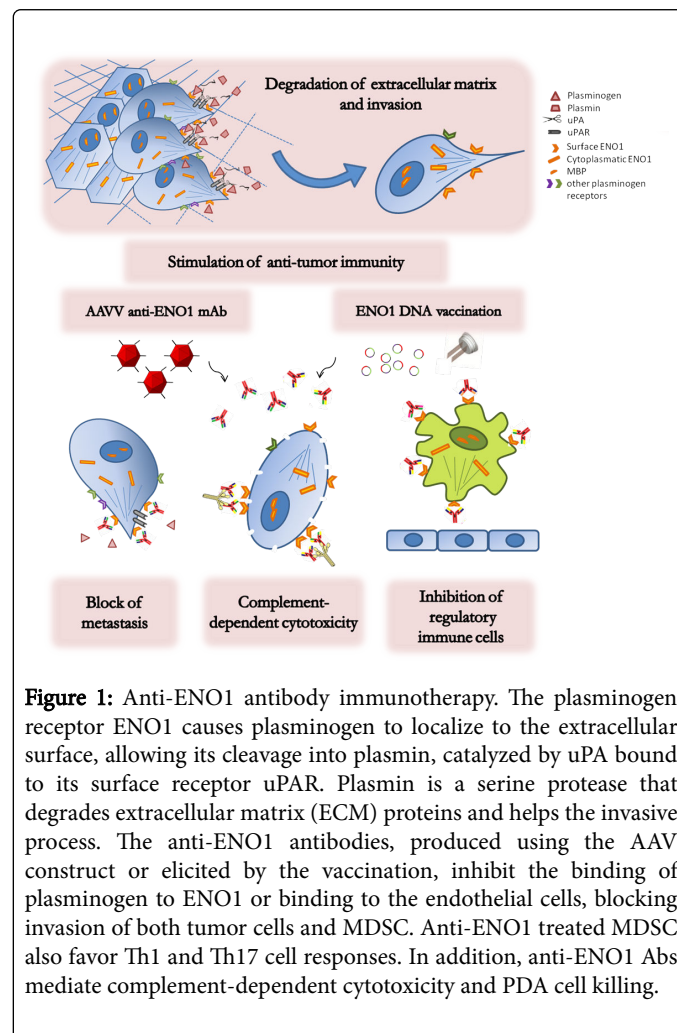 Degradation of extracellular matrix
and invasion
Plasminogen
Plasmin
uPA
uPAR
Surface ENO1
Cytoplasmatic ENO1
MBP
other plasminogen
receptors
Stimulation of anti-tumor immunity
AAVV anti-ENO1 mAb
ENO1 DNA vaccination
Block of
metastasis
Complement-
dependent cytotoxicity
Inhibition of
regulatory
immune cells
Figure 1: Anti-ENO1 antibody immunotherapy. The plasminogen
receptor ENO1 causes plasminogen to localize to the extracellular
surface, allowing its cleavage into plasmin, catalyzed by uPA bound
to its surface receptor uPAR. Plasmin is a serine protease that
degrades extracellular matrix (ECM) proteins and helps the invasive
process. The anti-ENO1 antibodies, produced using the AAV
construct or elicited by the vaccination, inhibit the binding of
plasminogen to ENO1 or binding to the endothelial cells, blocking
invasion of both tumor cells and MDSC. Anti-ENO1 treated MDSC
also favor Th1 and Th17 cell responses. In addition, anti-ENO1 Abs
mediate complement-dependent cytotoxicity and PDA cell killing.